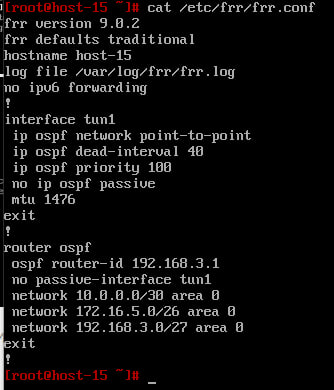 [root@host-15 ~]# cat /etc/frr/frr.conf
frr version 9.0.2
frr defaults traditional
hostname host-15
log file /var/log/frr/frr.log
no ipv6 forwarding
!
interface tun1
 ip ospf network point-to-point
 ip ospf dead-interval 40
 ip ospf priority 100
 no ip ospf passive
 mtu 1476
exit
!
router ospf
 ospf router-id 192.168.3.1
 no passive-interface tun1
 network 10.0.0.0/30 area 0
 network 172.16.5.0/26 area 0
 network 192.168.3.0/27 area 0
exit
!
[root@host-15 ~]# _